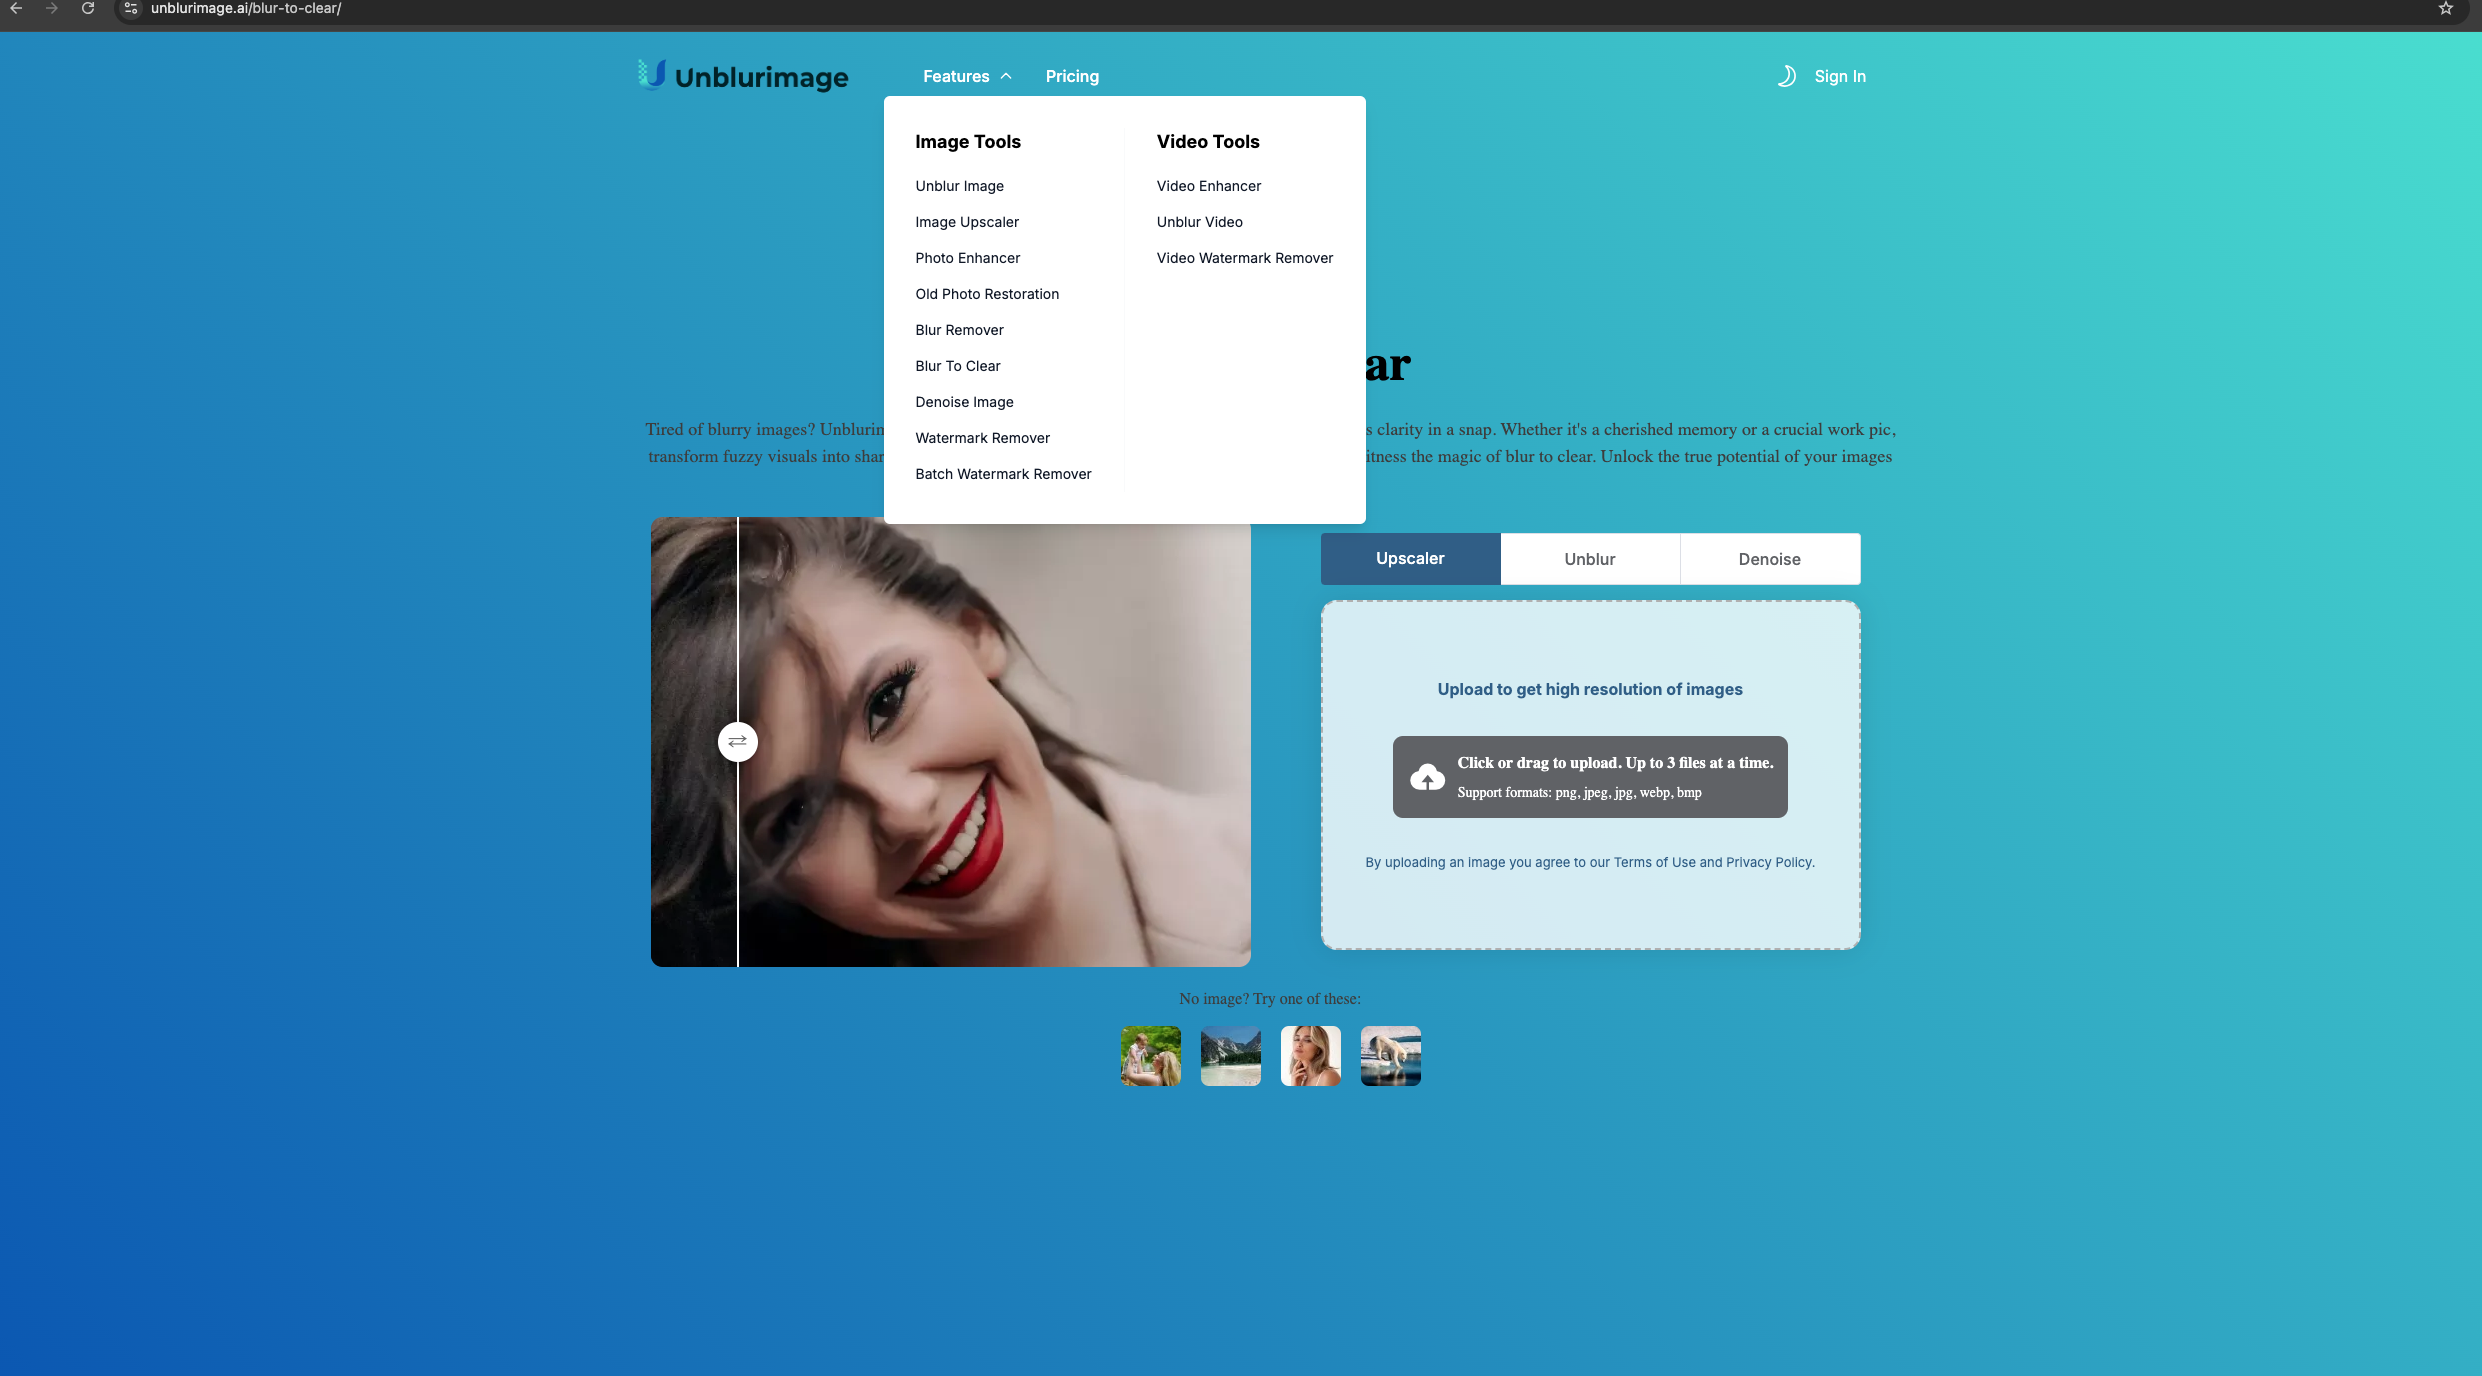 unblurimage.ai/blur-to-clear/
Unblurimage
Features
Pricing
Sign In
Image Tools
Unblur Image
Image Upscaler
Photo Enhancer
Old Photo Restoration
Blur Remover
Blur To Clear
Denoise Image
Watermark Remover
Batch Watermark Remover
Video Tools
Video Enhancer
Unblur Video
Video Watermark Remover
ar
Tired of blurry images? Unblurin s clarity in a snap. Whether it's a cherished memory or a crucial work pic,
transform fuzzy visuals into shar itness the magic of blur to clear. Unlock the true potential of your images
Upscaler
Unblur
Denoise
Upload to get high resolution of images
Click or drag to upload. Up to 3 files at a time.
Support formats: png, jpeg, jpg, webp, bmp
By uploading an image you agree to our Terms of Use and Privacy Policy.
No image? Try one of these: